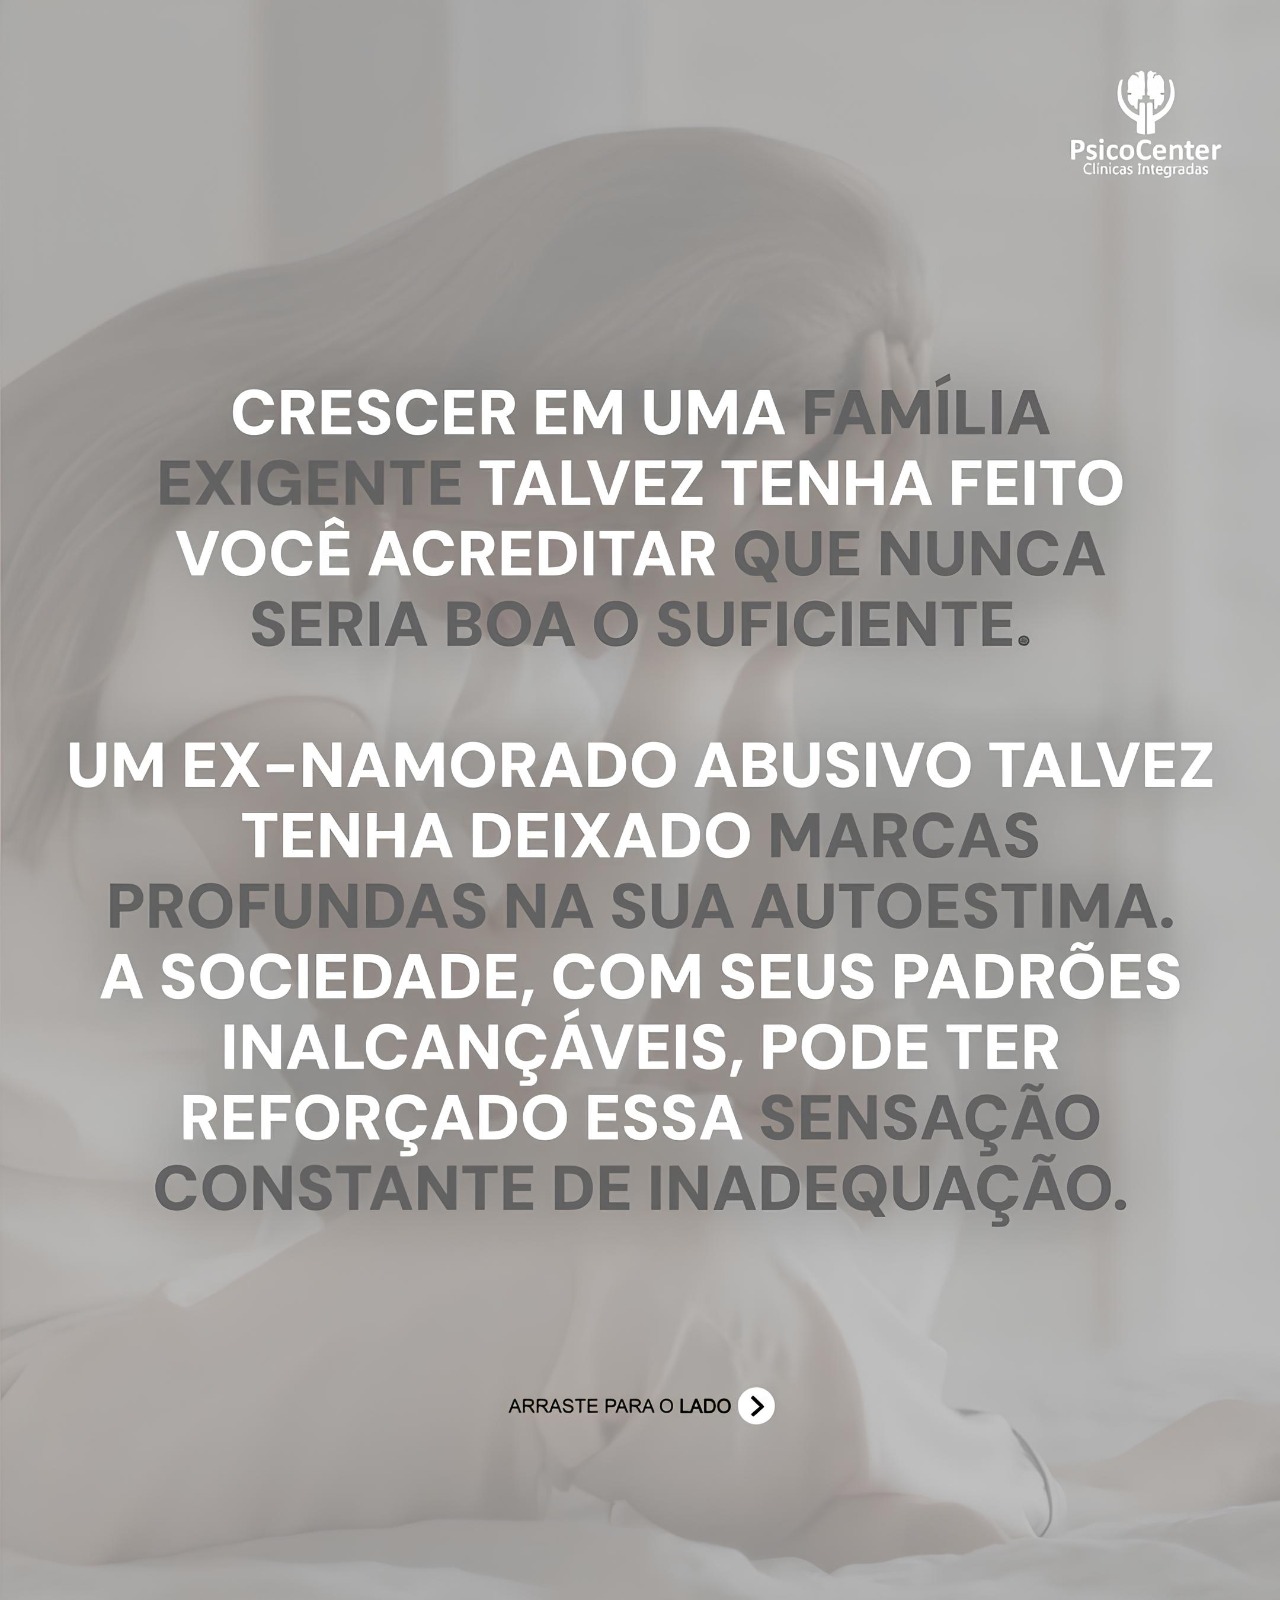 PsicoCenter
Clínicas Integradas
CRESCER EM UMA FAMÍLIA
EXIGENTE TALVEZ TENHA FEITO
VOCÊ ACREDITAR QUE NUNCA
SERIA BOA O SUFICIENTE.
UM EX-NAMORADO ABUSIVO TALVEZ
TENHA DEIXADO MARCAS
PROFUNDAS NA SUA AUTOESTIMA.
A SOCIEDADE, COM SEUS PADRÕES
INALCANÇÁVEIS, PODE TER
REFORÇADO ESSA SENSAÇÃO
CONSTANTE DE INADEQUAÇÃO.
ARRASTE PARA O LADO